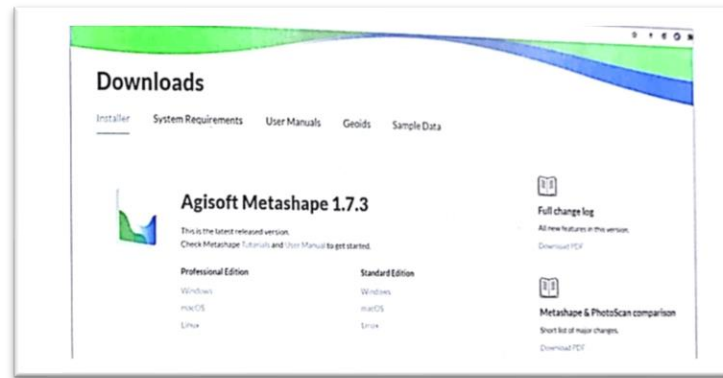 Downloads
Installer System Requirements User Manuals Geoids Sample Data
Agisoft Metashape 1.7.3
This is the latest released version.
Check Metashape Tutorials and User Manual to get started.
Professional Edition
Windows
macOS
Linux
Standard Edition
Windows
macOS
Linux
Full change log
All new features in this version.
Download PDF
Metashape & PhotoScan comparison
Short list of major changes.
Download PDF